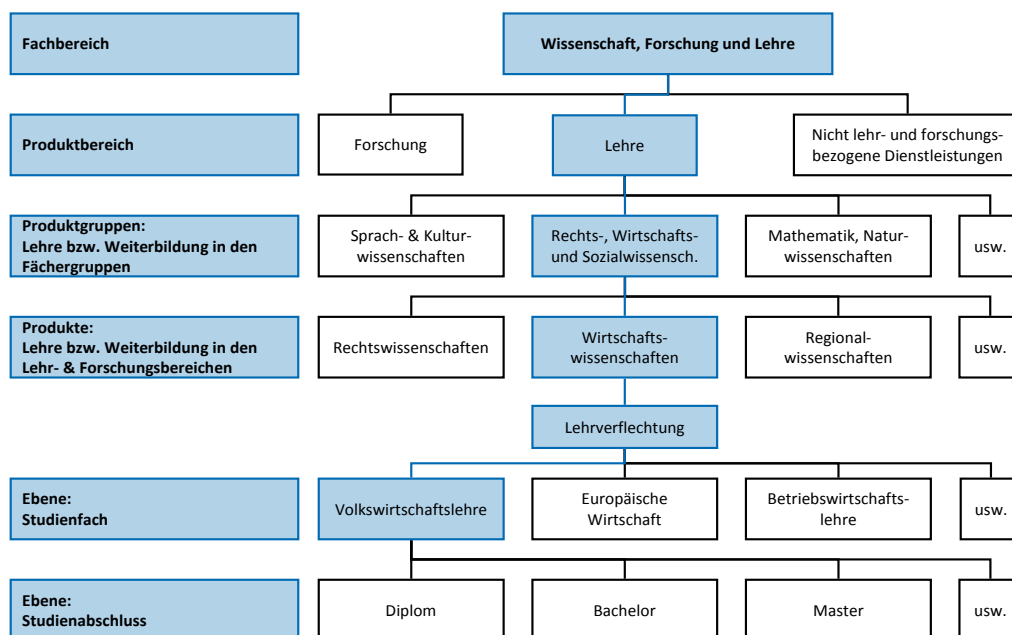 Fachbereich
Wissenschaft, Forschung und Lehre
Produktbereich
Forschung
Lehre
Nicht lehr- und forschungs-
bezogene Dienstleistungen
Produktgruppen:
Lehre bzw. Weiterbildung in den
Fächergruppen
Sprach- & Kultur-
wissenschaften
Rechts-, Wirtschafts-
und Sozialwissensch.
Mathematik, Natur-
wissenschaften
usw.
Produkte:
Lehre bzw. Weiterbildung in den
Lehr- & Forschungsbereichen
Rechtswissenschaften
Wirtschafts-
wissenschaften
Regional-
wissenschaften
usw.
Lehrverflechtung
Ebene:
Studienfach
Volkswirtschaftslehre
Europäische
Wirtschaft
Betriebswirtschafts-
lehre
usw.
Ebene:
Studienabschluss
Diplom
Bachelor
Master
usw.